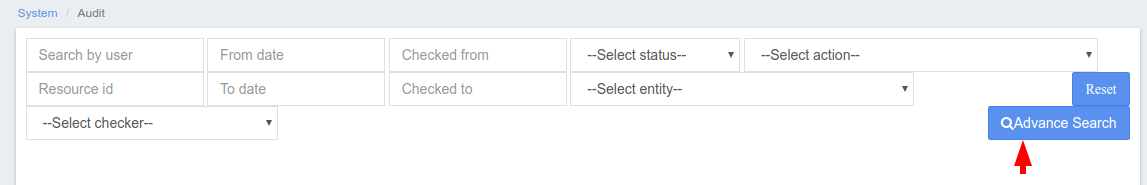 System / Audit
Search by user From date Checked from --Select status-- --Select action--
Resource id To date Checked to --Select entity-- Reset
--Select checker-- Advance Search